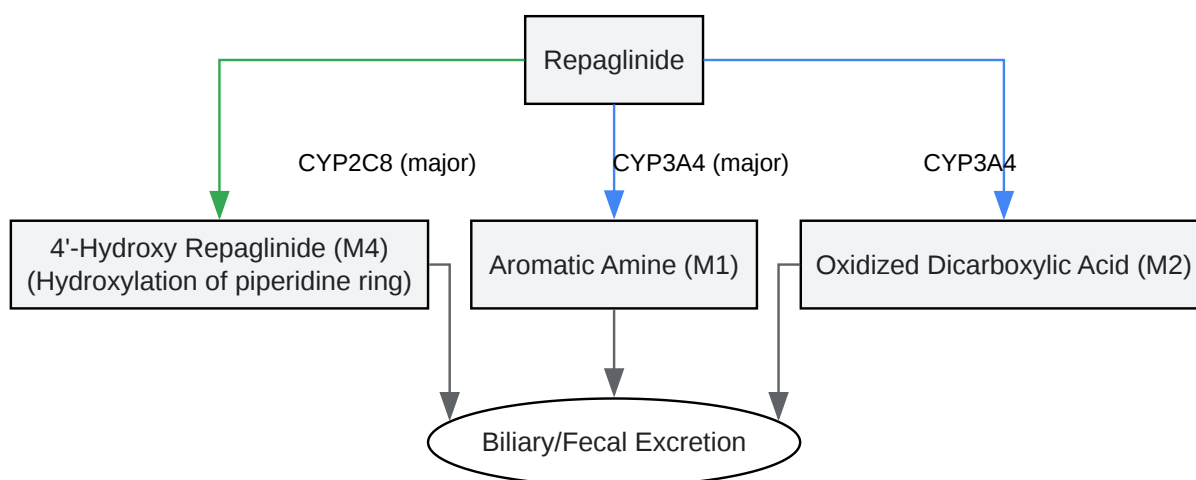 Repaglinide
CYP2C8 (major)
CYP3A4 (major)
CYP3A4
4'-Hydroxy Repaglinide (M4)
(Hydroxylation of piperidine ring)
Aromatic Amine (M1)
Oxidized Dicarboxylic Acid (M2)
Biliary/Fecal Excretion